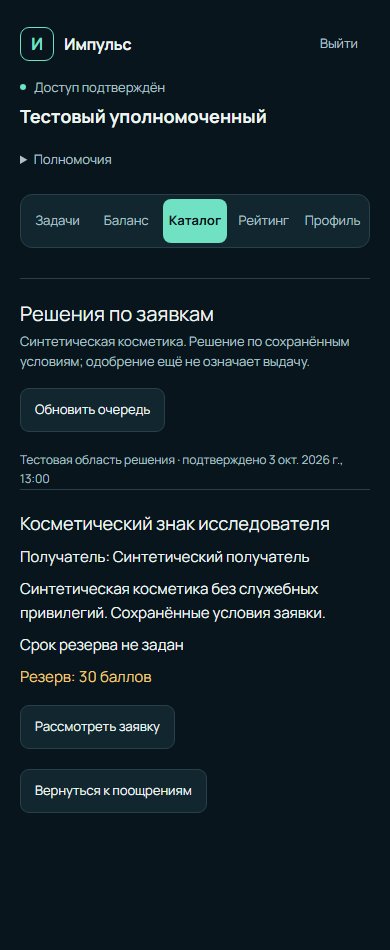 И Импульс Выйти
Доступ подтверждён
Тестовый уполномоченный
Полномочия
Задачи Баланс Каталог Рейтинг Профиль
Решения по заявкам
Синтетическая косметика. Решение по сохранённым
условиям; одобрение ещё не означает выдачу.
Обновить очередь
Тестовая область решения · подтверждено 3 окт. 2026 г.,
13:00
Косметический знак исследователя
Получатель: Синтетический получатель
Синтетическая косметика без служебных
привилегий. Сохранённые условия заявки.
Срок резерва не задан
Резерв: 30 баллов
Рассмотреть заявку
Вернуться к поощрениям